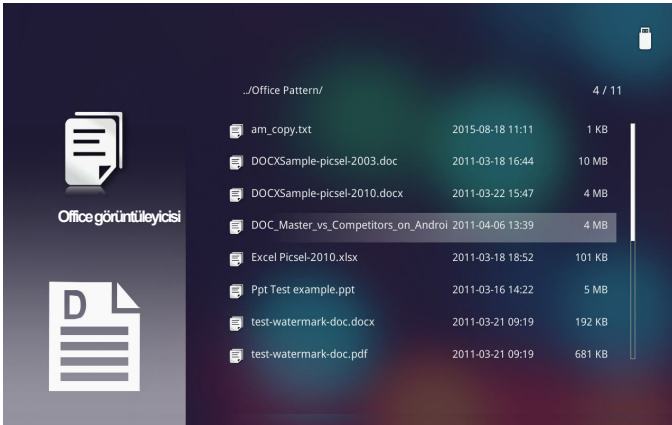 ../Office Pattern/ 4 / 11
am_copy.txt 2015-08-18 11:11 1 KB
DOCXSample-picsel-2003.doc 2011-03-18 16:44 10 MB
DOCXSample-picsel-2010.docx 2011-03-22 15:47 4 MB
Office görüntüleyicisi
DOC_Master_vs_Competitors_on_Androi 2011-04-06 13:39 4 MB
Excel Picsel-2010.xlsx 2011-03-18 18:52 101 KB
Ppt Test example.ppt 2011-03-16 14:22 5 MB
D
test-watermark-doc.docx 2011-03-21 09:19 192 KB
test-watermark-doc.pdf 2011-03-21 09:19 681 KB